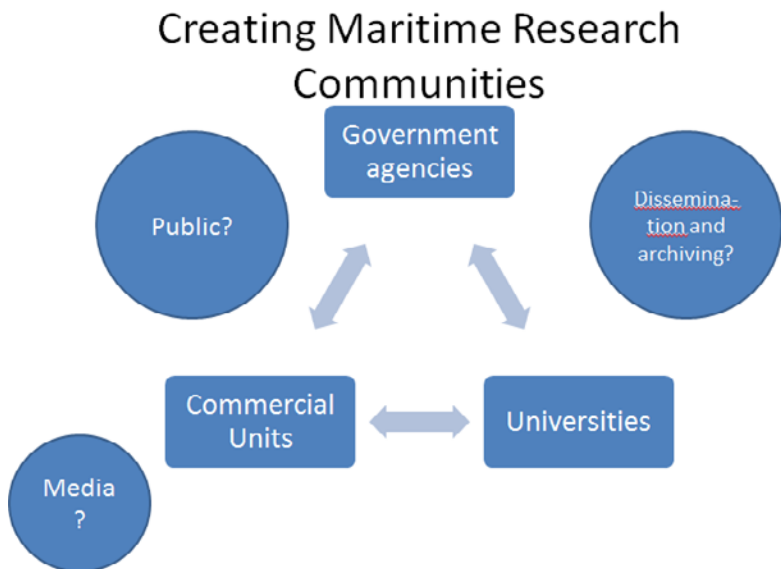 Creating Maritime Research
Communities
Government
agencies
Public?
Dissemina-
tion and
archiving?
Commercial
Units
Universities
Media
?